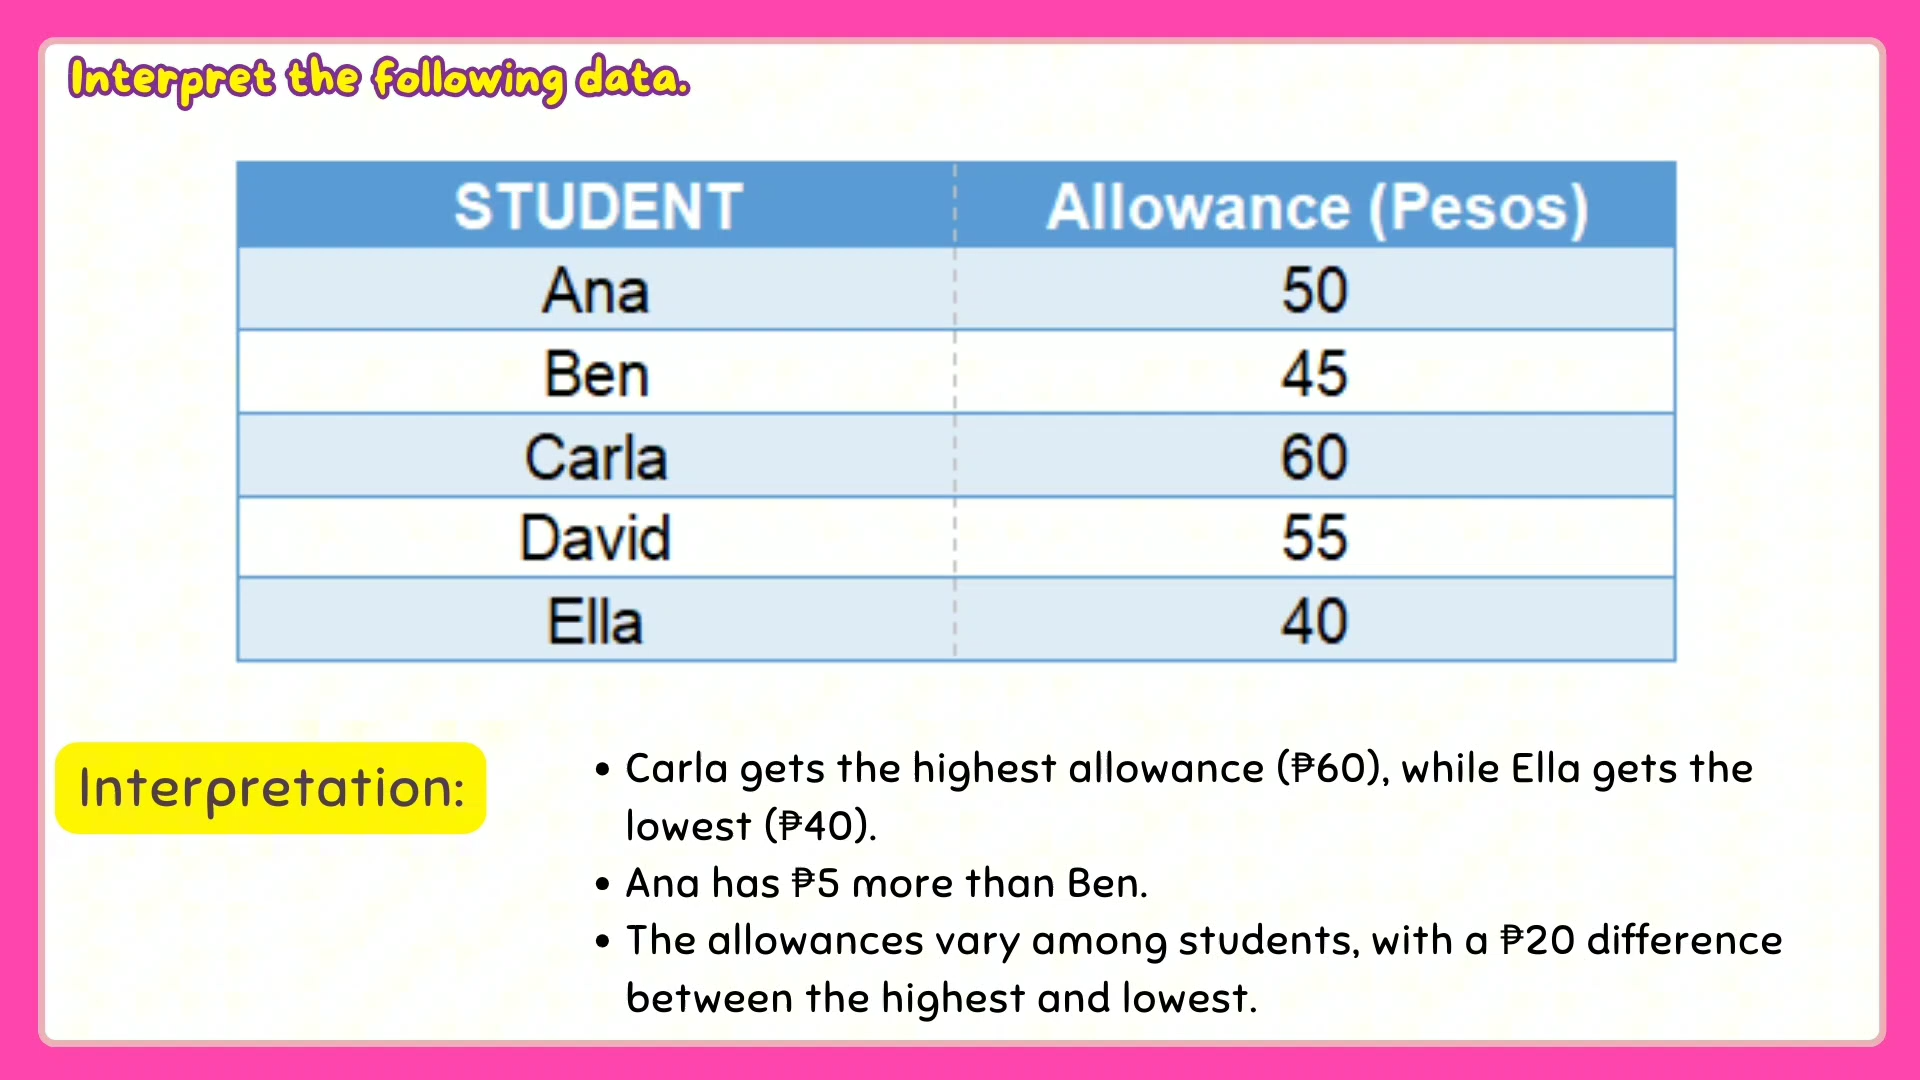 Interpret the following data.
STUDENT Allowance (Pesos)
Ana 50
Ben 45
Carla 60
David 55
Ella 40
Interpretation:
• Carla gets the highest allowance (₱60), while Ella gets the
lowest (₱40).
• Ana has ₱5 more than Ben.
• The allowances vary among students, with a ₱20 difference
between the highest and lowest.